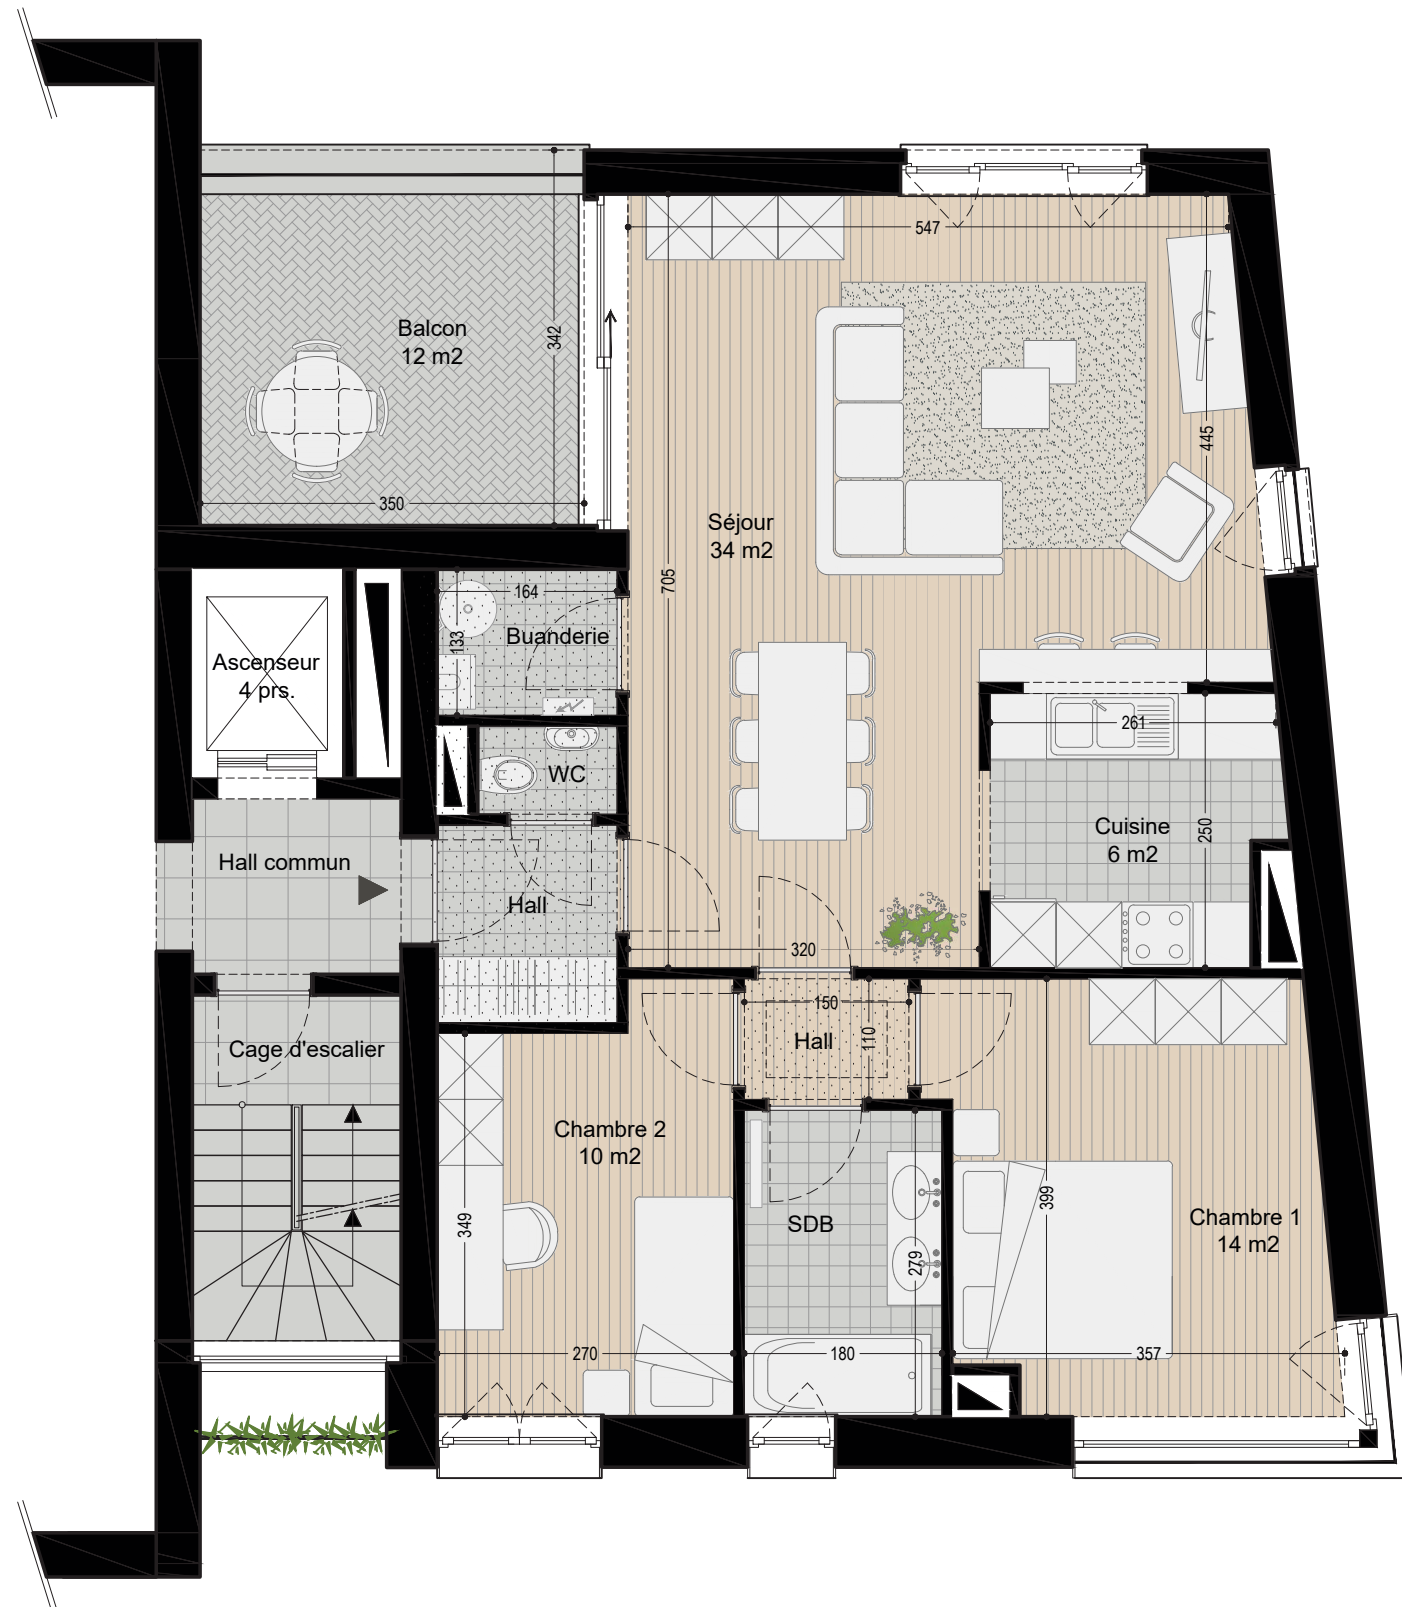 547
Balcon
12 m2
342
445
350
Séjour
34 m2
705
164
133
Buanderie
Ascenseur
4 prs.
261
WC
Cuisine
6 m2
250
Hall commun
Hall
320
150
Hall
110
Cage d'escalier
Chambre 2
10 m2
349
SDB
279
399
Chambre 1
14 m2
270
180
357